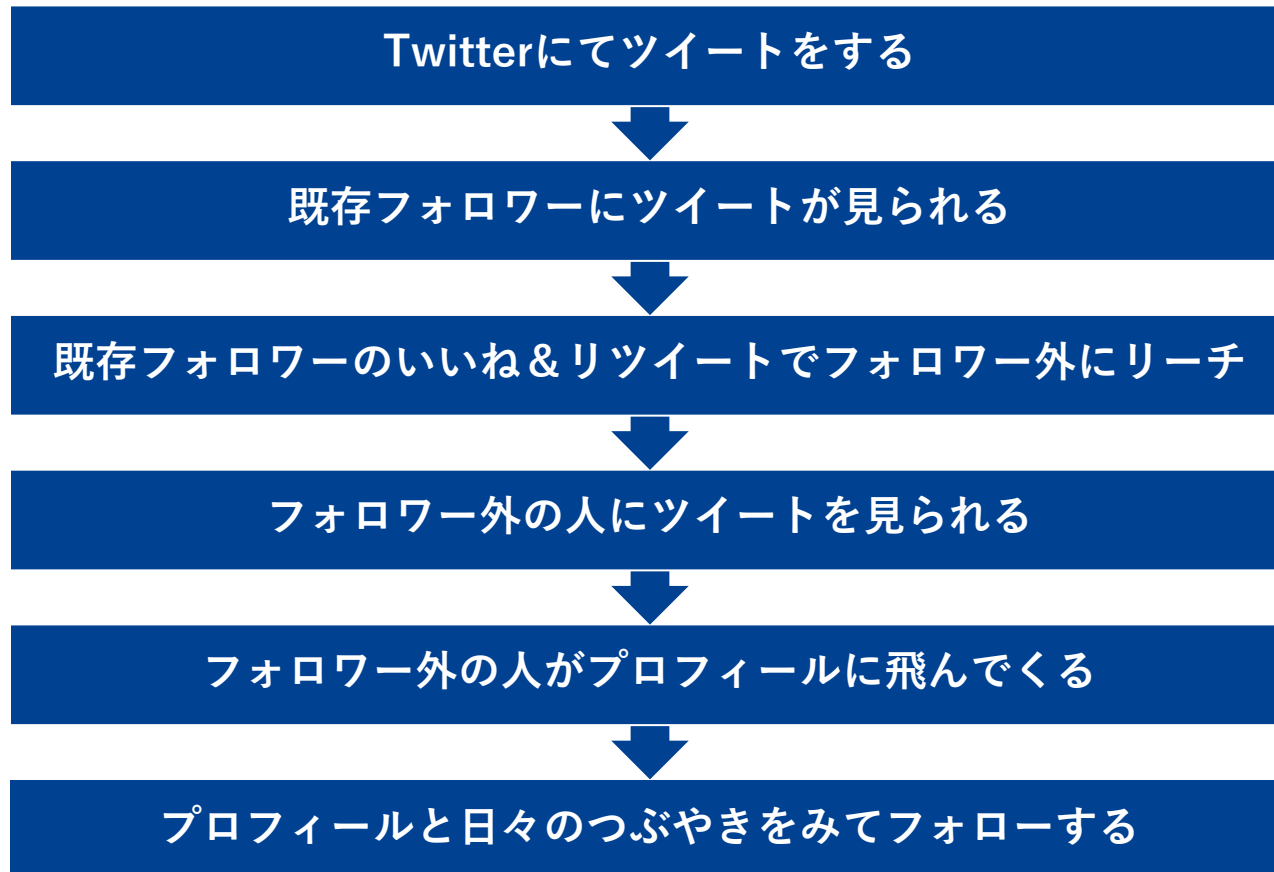 Twitterにてツイートをする
既存フォロワーにツイートが見られる
既存フォロワーのいいね＆リツイートでフォロワー外にリーチ
フォロワー外の人にツイートを見られる
フォロワー外の人がプロフィールに飛んでくる
プロフィールと日々のつぶやきをみてフォローする